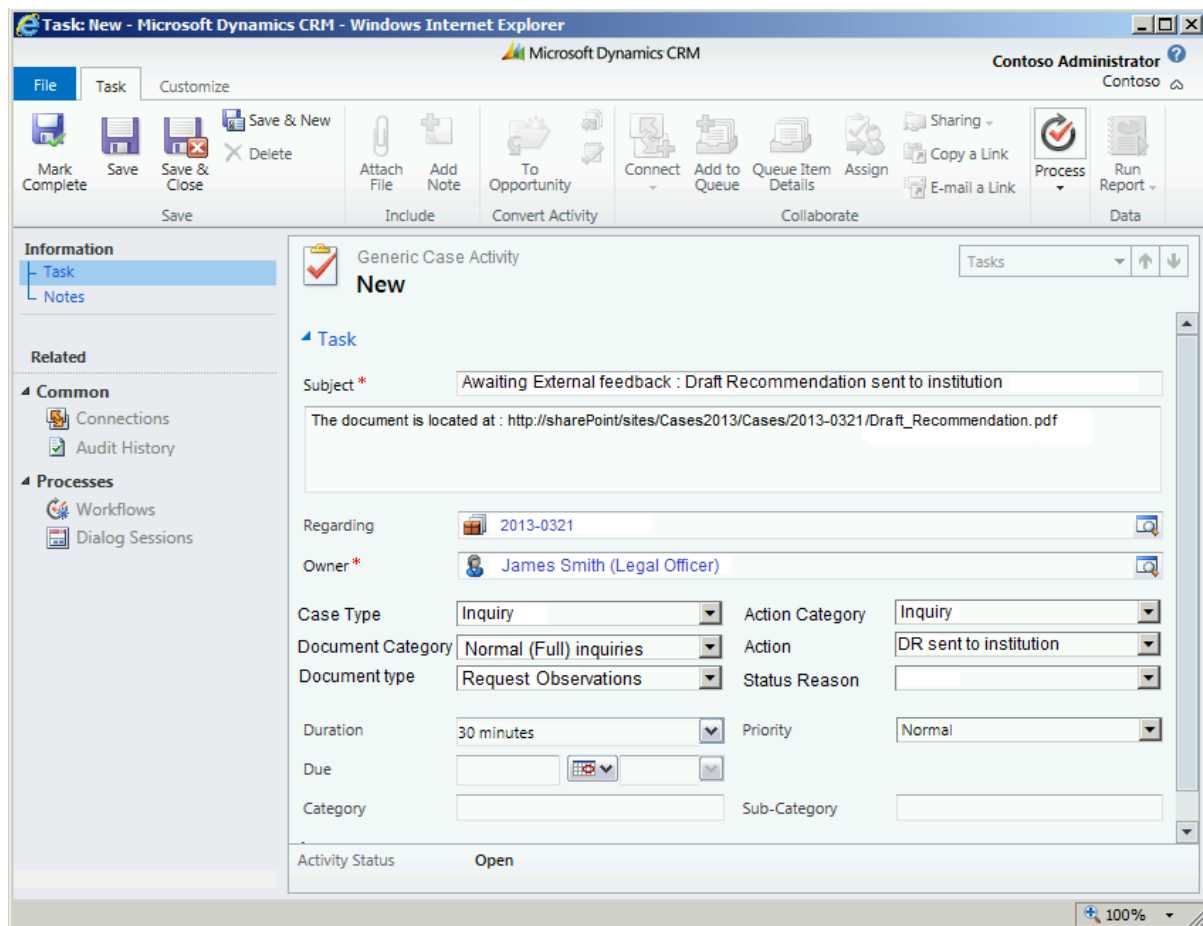 Task: New - Microsoft Dynamics CRM - Windows Internet Explorer
Microsoft Dynamics CRM
Contoso Administrator
Contoso
File Task Customize
Mark Complete
Save
Save & Close
Save & New
Delete
Attach File
Add Note
To Opportunity
Connect
Add to Queue
Queue Item Details
Assign
Sharing
Copy a Link
E-mail a Link
Process
Run Report
Save Include Convert Activity Collaborate Data
Information
Task
Notes
Related
Common
Connections
Audit History
Processes
Workflows
Dialog Sessions
Generic Case Activity
New
Tasks
Task
Subject * Awaiting External feedback : Draft Recommendation sent to institution
The document is located at : http://sharePoint/sites/Cases2013/Cases/2013-0321/Draft_Recommendation.pdf
Regarding 2013-0321
Owner * James Smith (Legal Officer)
Case Type Inquiry Action Category Inquiry
Document Category Normal (Full) inquiries Action DR sent to institution
Document type Request Observations Status Reason
Duration 30 minutes Priority Normal
Due
Category Sub-Category
Activity Status Open
100%